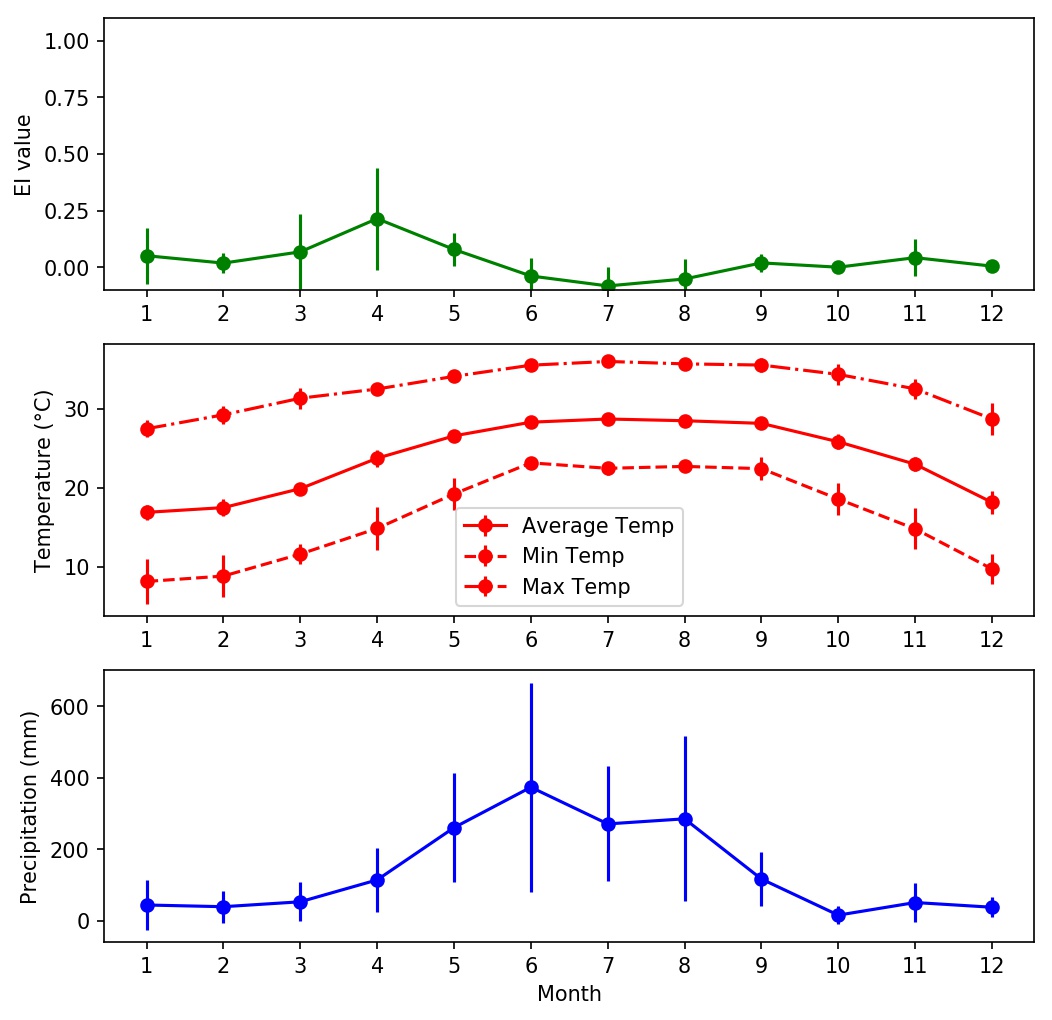 EI value
1.00
0.75
0.50
0.25
0.00
1 2 3 4 5 6 7 8 9 10 11 12
Temperature (°C)
30
20
10
Average Temp
Min Temp
Max Temp
1 2 3 4 5 6 7 8 9 10 11 12
Precipitation (mm)
600
400
200
0
1 2 3 4 5 6 7 8 9 10 11 12
Month